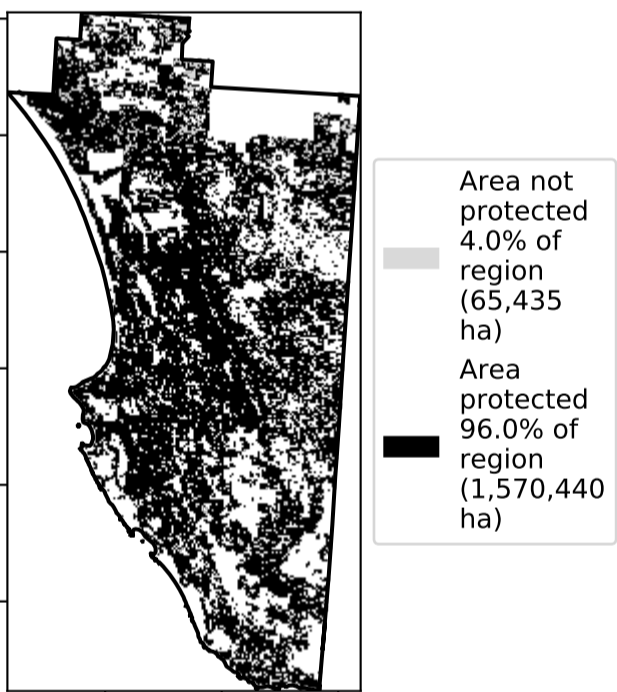 Area not
protected
4.0% of
region
(65,435
ha)
Area
protected
96.0% of
region
(1,570,440
ha)